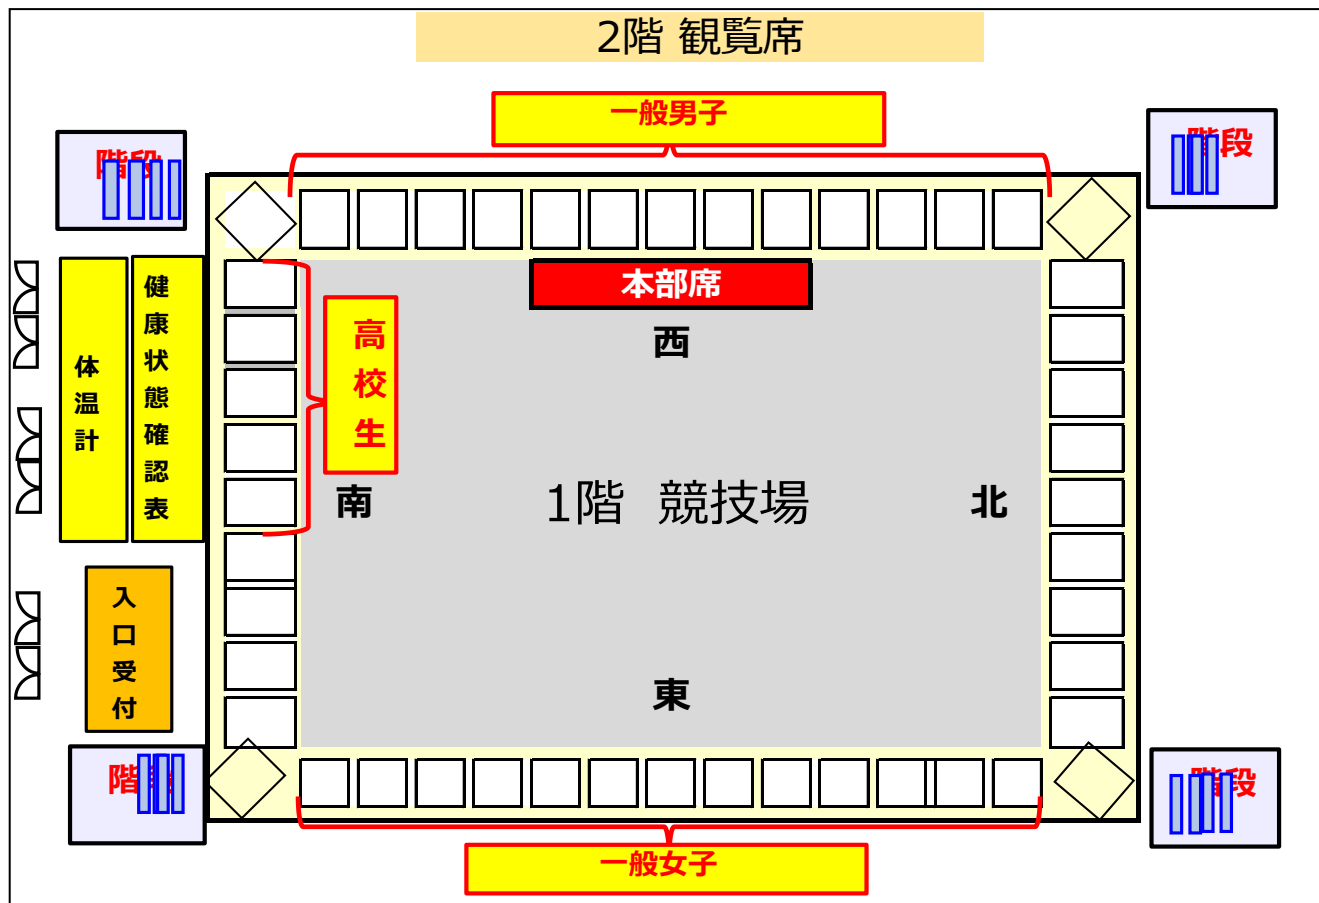 2階 観覧席
一般男子
階段
階段
本部席
西
健康状態確認表
体温計
高校生
南
1階 競技場
北
入口受付
東
階段
階段
一般女子